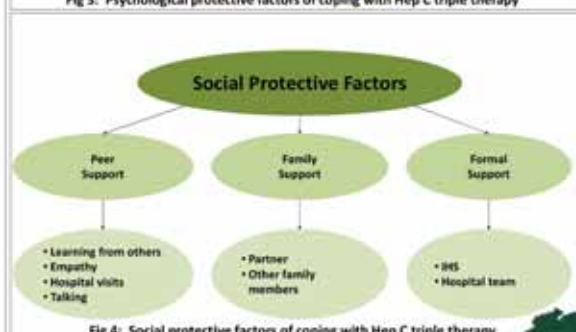 Fig 3: Psychological protective factors of coping with Hep C triple therapy
Social Protective Factors
Peer
Support
Family
Support
Formal
Support
• Learning from others
• Empathy
• Hospital visits
• Talking
• Partner
• Other family
members
• IHS
• Hospital team
Fig 4: Social protective factors of coping with Hep C triple therapy